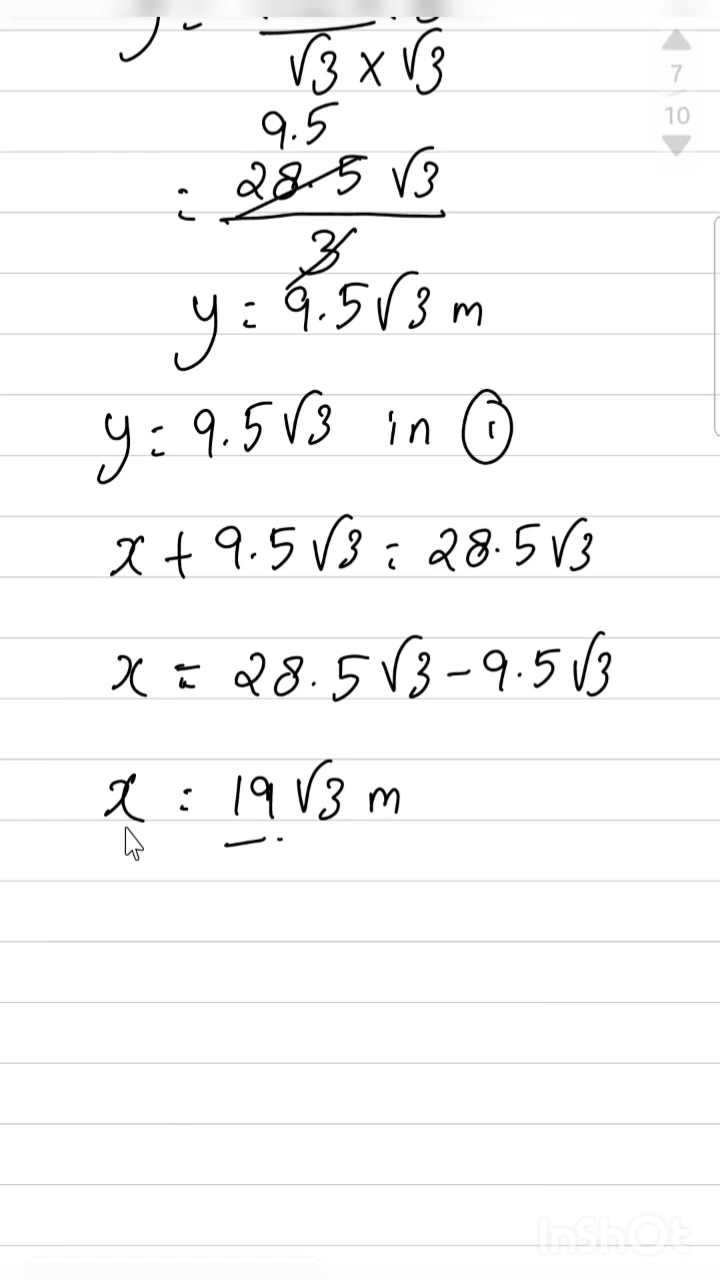 y =
√3 × √3
7
9.5
10
= 28.5 √3
3
y = 9.5√3 m
y = 9.5√3 in ①
x + 9.5√3 = 28.5√3
x = 28.5√3 - 9.5√3
x = 19√3 m
InShOt